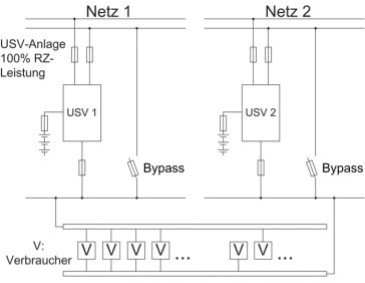 Netz 1
Netz 2
USV-Anlage
100% RZ-
Leistung
USV 1
USV 2
Bypass
Bypass
V:
Verbraucher
V V V V ... V V ...